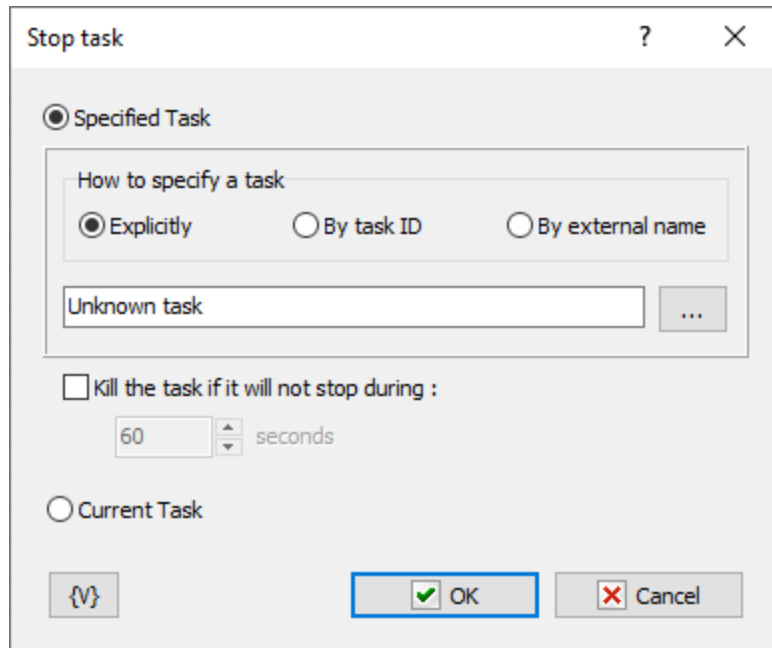 Stop task ?
Specified Task
How to specify a task
Explicitly By task ID By external name
Unknown task ...
Kill the task if it will not stop during :
60 seconds
Current Task
{V} OK Cancel